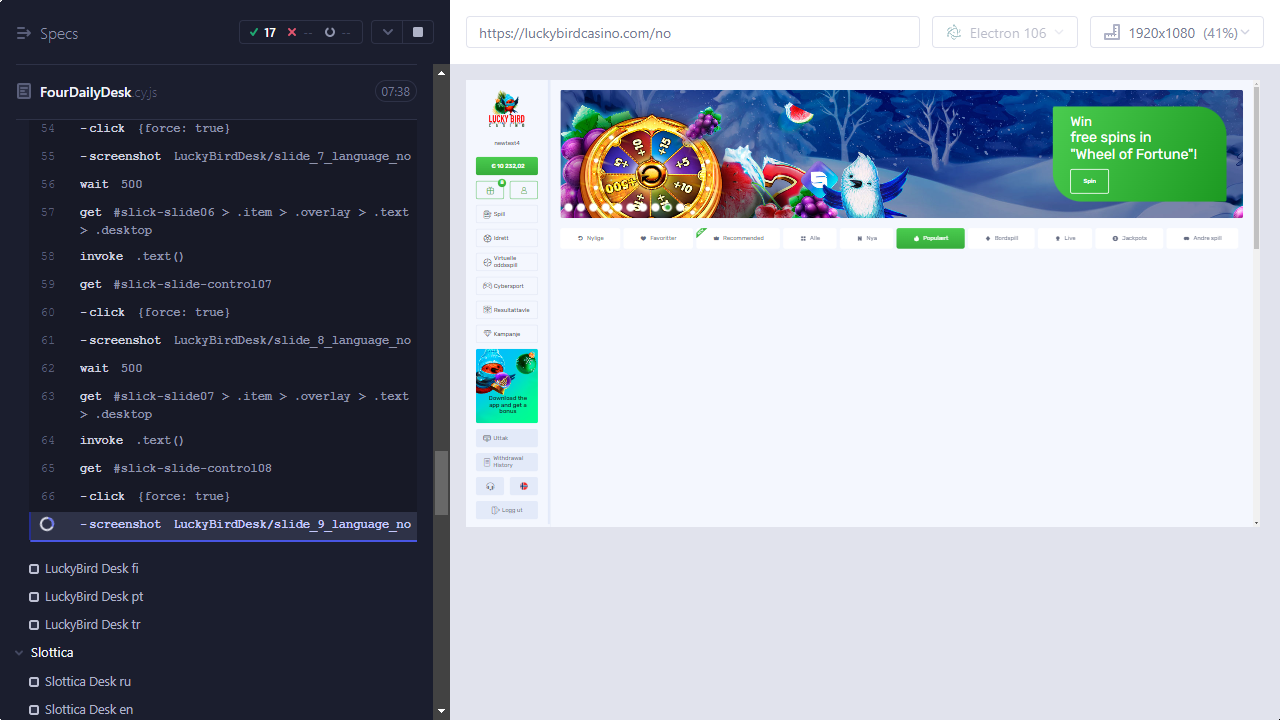 Specs
17
--
--
FourDailyDesk.cy.js
07:38
54 -click {force: true}
55 -screenshot LuckyBirdDesk/slide_7_language_no
56 wait 500
57 get #slick-slide06 > .item > .overlay > .text > .desktop
58 invoke .text()
59 get #slick-slide-control07
60 -click {force: true}
61 -screenshot LuckyBirdDesk/slide_8_language_no
62 wait 500
63 get #slick-slide07 > .item > .overlay > .text > .desktop
64 invoke .text()
65 get #slick-slide-control08
66 -click {force: true}
-screenshot LuckyBirdDesk/slide_9_language_no
LuckyBird Desk fi
LuckyBird Desk pt
LuckyBird Desk tr
Slottica
Slottica Desk ru
Slottica Desk en
https://luckybirdcasino.com/no
Electron 106
1920x1080 (41%)
LUCKY BIRD
CASINO
newtest4
€ 10 232,02
Spill
Idrett
Virtuelle
oddsspill
Cybersport
Resultattavle
Kampanje
Download the
app and get a
bonus
Uttak
Withdrawal
History
Logg ut
Win
free spins in
"Wheel of Fortune"!
Spin
Nylige
Favoritter
Recommended
Alle
Nya
Populært
Bordspill
Live
Jackpots
Andre spill